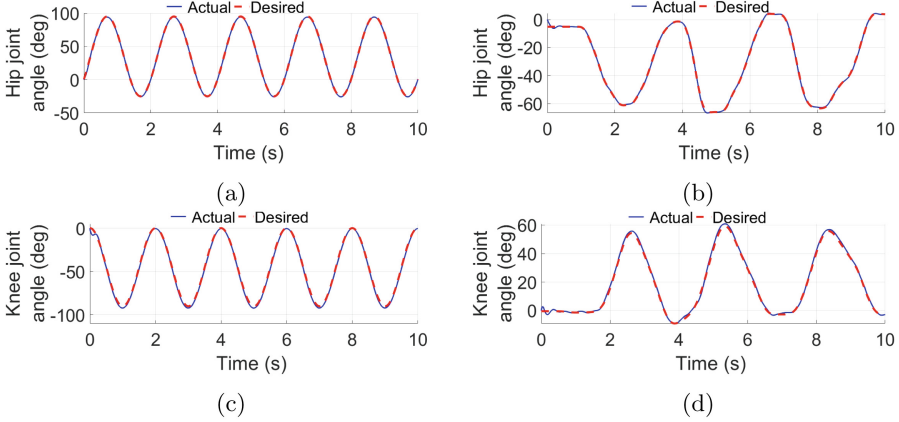 Actual Desired
Hip joint
angle (deg)
100
50
0
-50
0 2 4 6 8 10
Time (s)
(a)
Actual Desired
Hip joint
angle (deg)
0
-20
-40
-60
0 2 4 6 8 10
Time (s)
(b)
Actual Desired
Knee joint
angle (deg)
0
-50
-100
0 2 4 6 8 10
Time (s)
(c)
Actual Desired
Knee joint
angle (deg)
60
40
20
0
0 2 4 6 8 10
Time (s)
(d)